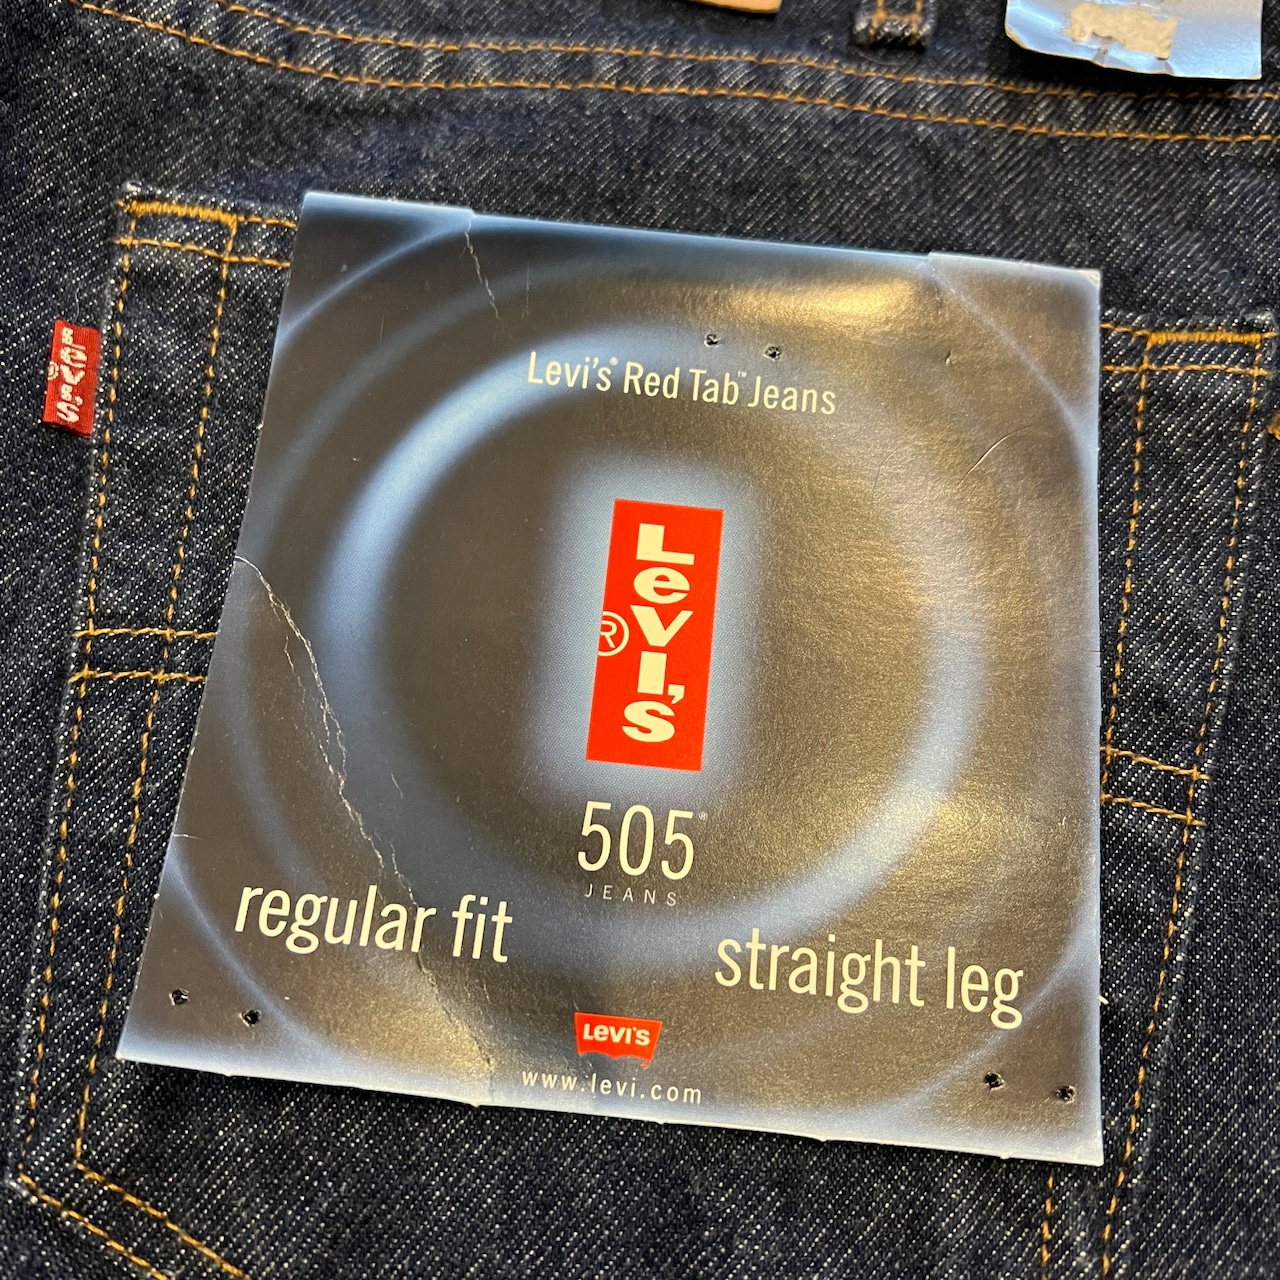 Levi's® Red Tab™ Jeans
LEVI'S
®
LeVI'S
®
505®
JEANS
regular fit
straight leg
LeVI'S
www.levi.com